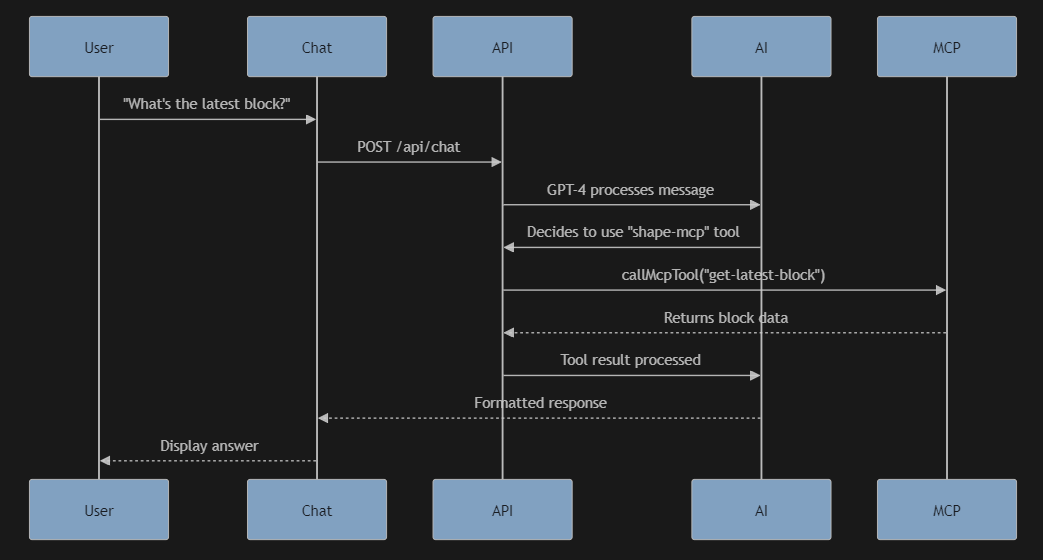 User
Chat
API
AI
MCP
"What's the latest block?"
POST /api/chat
GPT-4 processes message
Decides to use "shape-mcp" tool
callMcpTool("get-latest-block")
Returns block data
Tool result processed
Formatted response
Display answer
User
Chat
API
AI
MCP